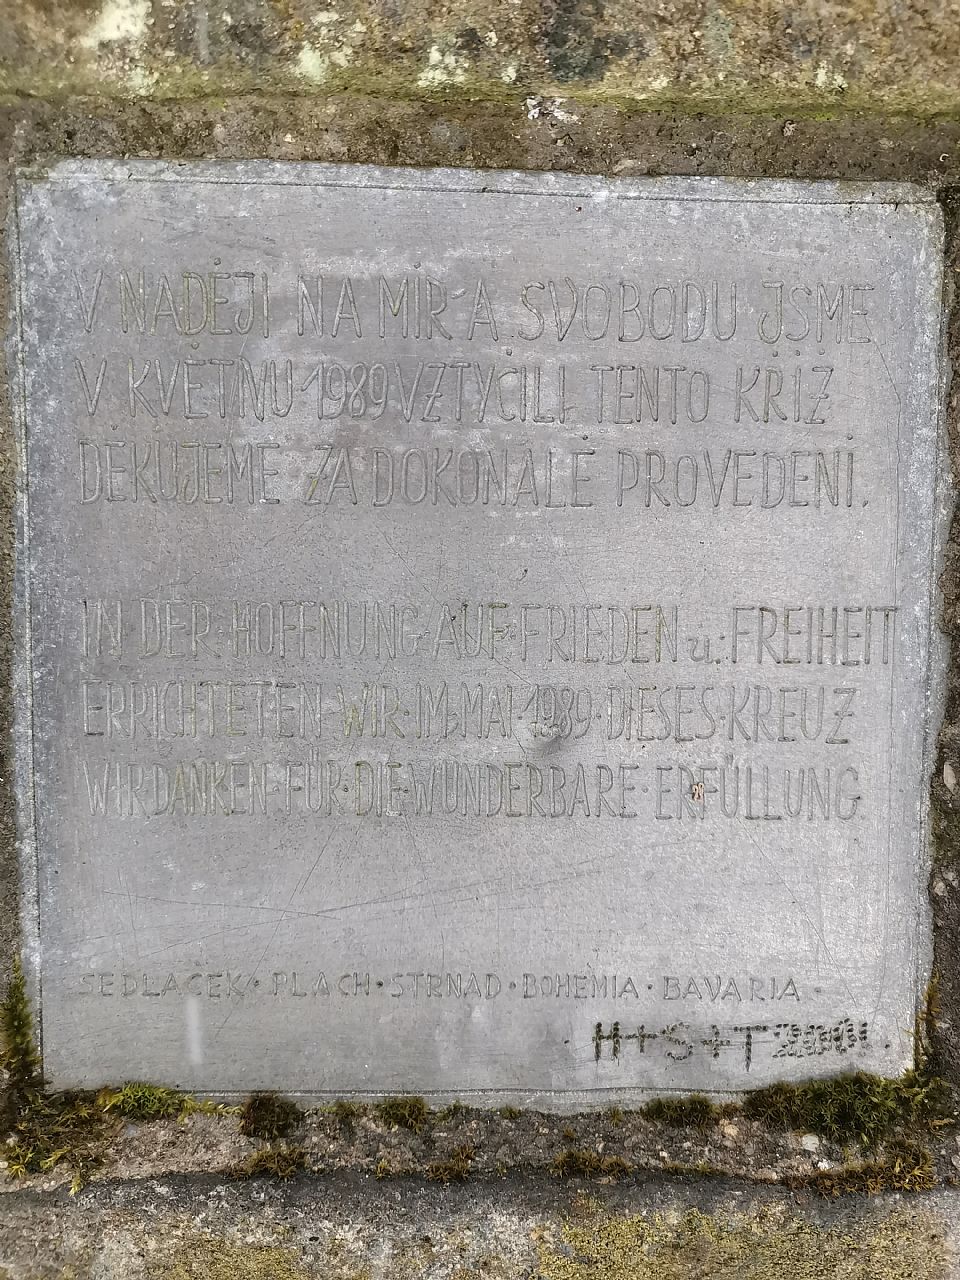 V NADĚJI NA MÍR A SVOBODU JSME
V KVĚTNU 1989 VZTYČILI TENTO KŘÍŽ
DĚKUJEME ZA DOKONALÉ PROVEDENÍ.
IN DER HOFFNUNG AUF FRIEDEN u. FREIHEIT
ERRICHTETEN WIR IM MAI 1989 DIESES KREUZ
WIR DANKEN FÜR DIE WUNDERBARE ERFÜLLUNG
SEDLACEK · PLACH · STRNAD · BOHEMIA · BAVARIA
H+S+T